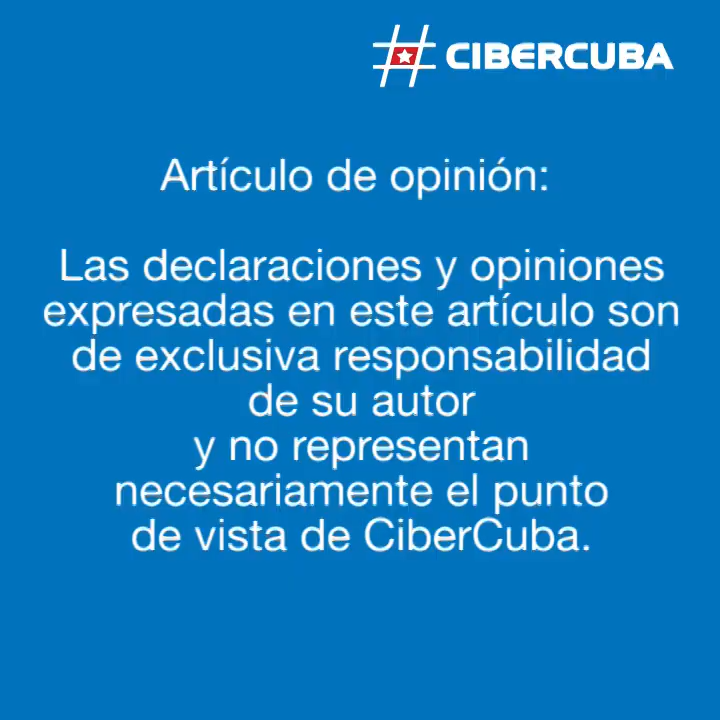 CIBERCUBA
Artículo de opinión:
Las declaraciones y opiniones
expresadas en este artículo son
de exclusiva responsabilidad
de su autor
y no representan
necesariamente el punto
de vista de CiberCuba.